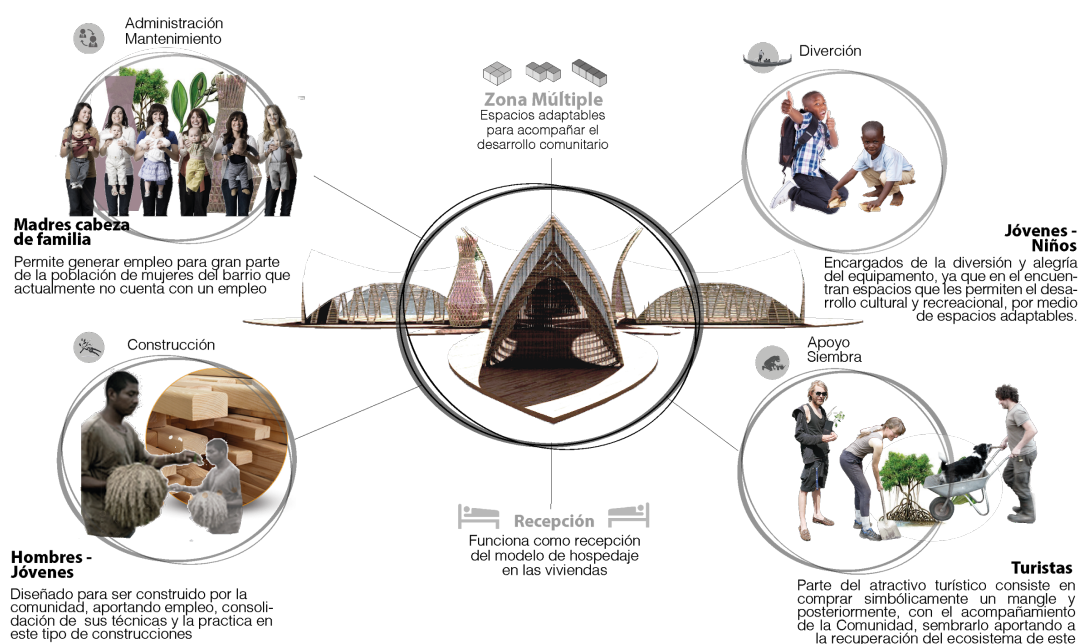 Administración
Mantenimiento
Madres cabeza
de familia
Permite generar empleo para gran parte
de la población de mujeres del barrio que
actualmente no cuenta con un empleo
Zona Múltiple
Espacios adaptables
para acompañar el
desarrollo comunitario
Diverción
Jóvenes -
Niños
Encargados de la diversión y alegría
del equipamento, ya que en el encuen-
tran espacios que les permiten el desa-
rrollo cultural y recreacional, por medio
de espacios adaptables.
Construcción
Hombres -
Jóvenes
Diseñado para ser construido por la
comunidad, aportando empleo, consoli-
dación de sus técnicas y la practica en
este tipo de construcciones
Recepción
Funciona como recepción
del modelo de hospedaje
en las viviendas
Apoyo
Siembra
Turistas
Parte del atractivo turístico consiste en
comprar simbólicamente un mangle y
posteriormente, con el acompañamiento
de la Comunidad, sembrarlo aportando a
la recuperación del ecosistema de este